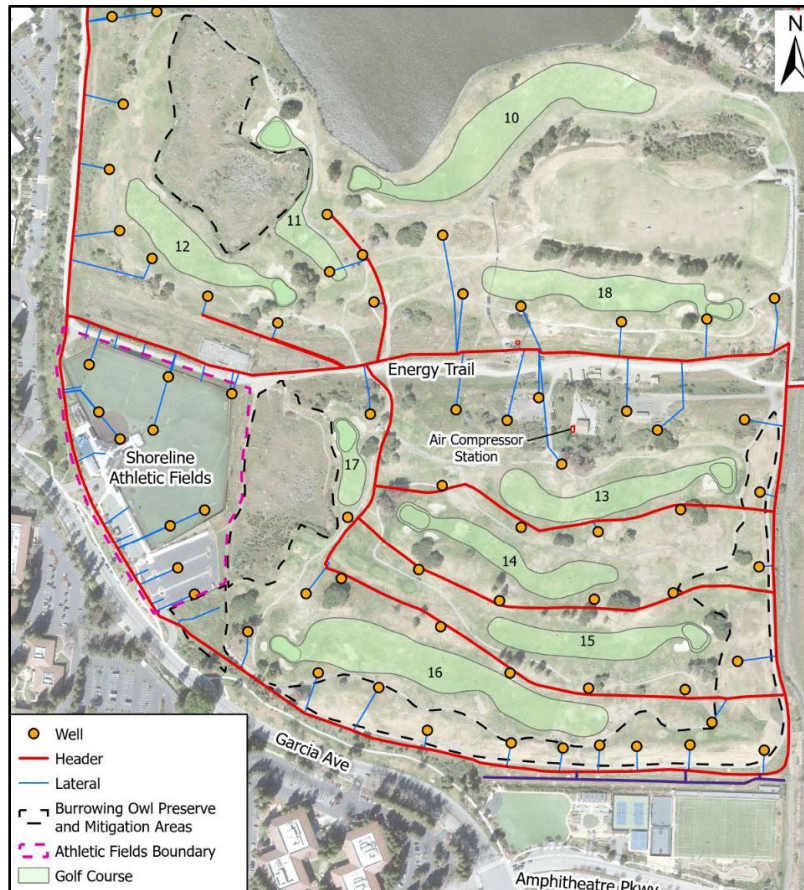 N
10
11
12
18
Energy Trail
Air Compressor
Station
Shoreline
Athletic Fields
17
13
14
15
16
Garcia Ave
Amphitheatre Pkwy
Well
Header
Lateral
Burrowing Owl Preserve
and Mitigation Areas
Athletic Fields Boundary
Golf Course